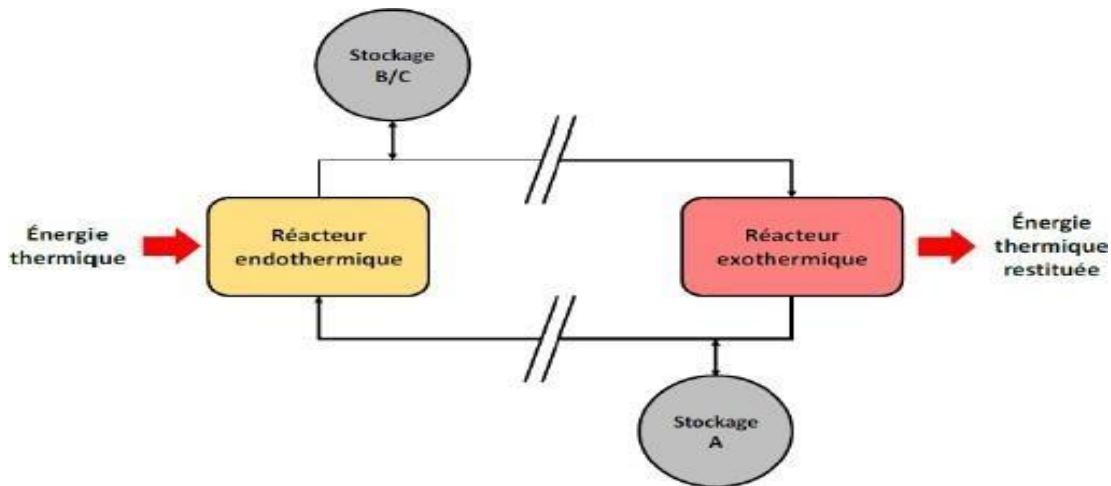 Stockage
B/C
Énergie
thermique
Réacteur
endothermique
Réacteur
exothermique
Énergie
thermique
restituée
Stockage
A